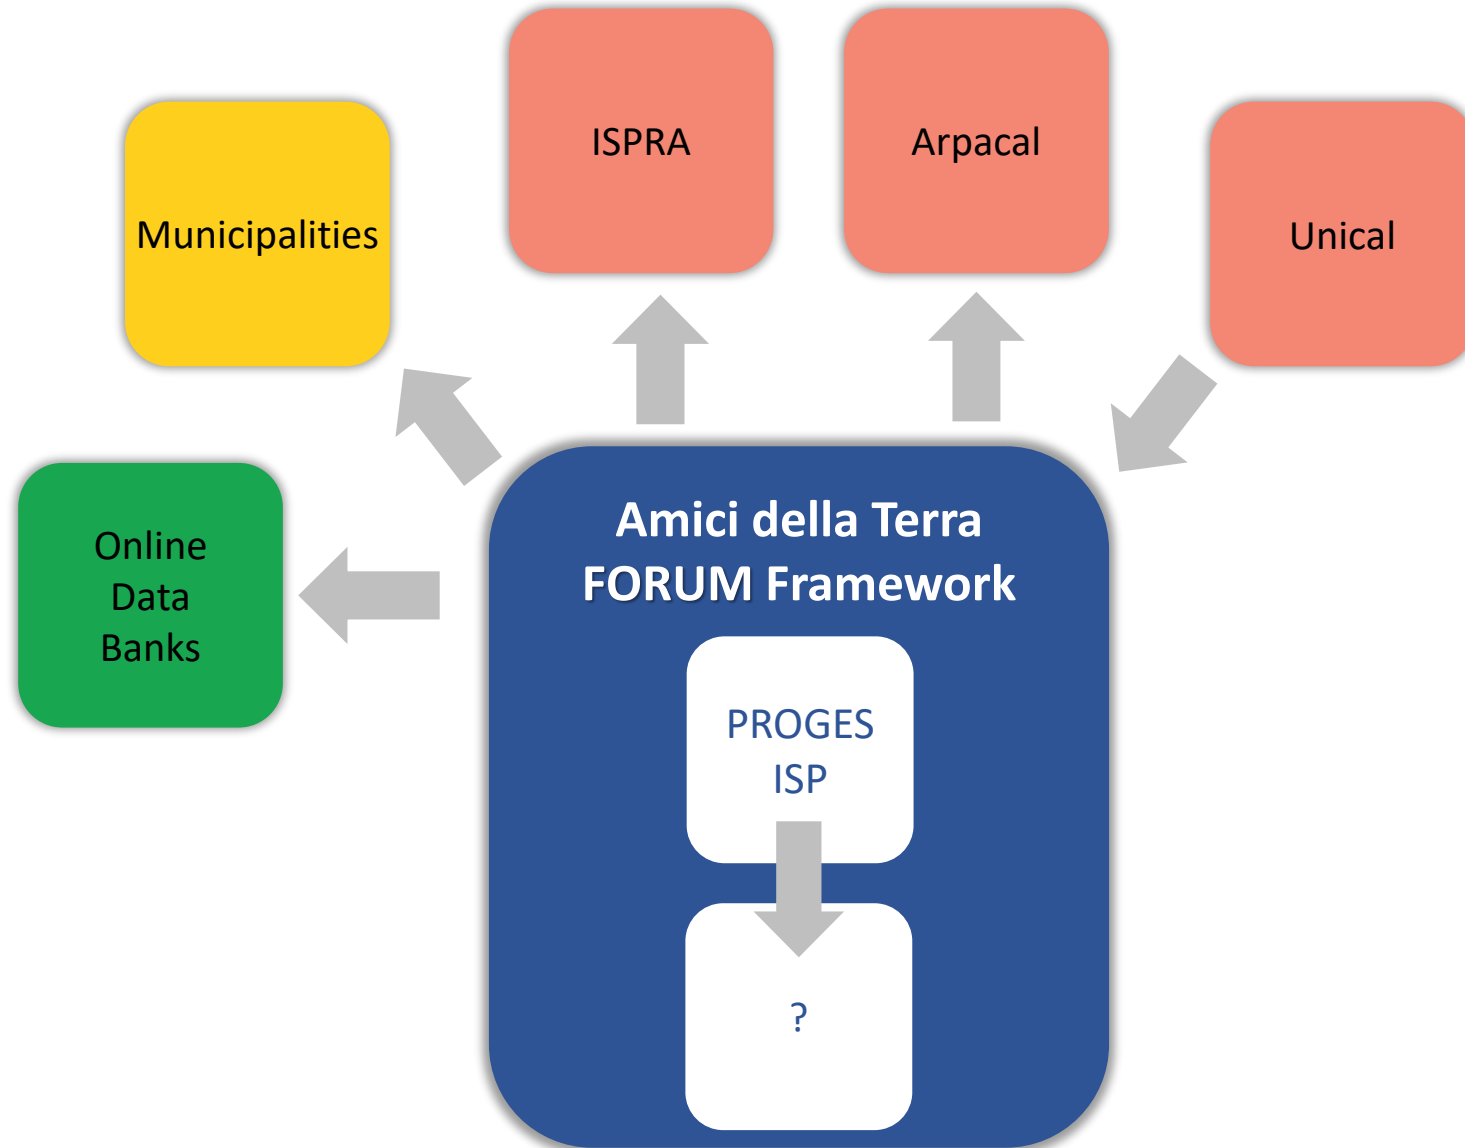 ISPRA
Arpacal
Municipalities
Unical
Amici della Terra
FORUM Framework
Online
Data
Banks
PROGES
ISP
?